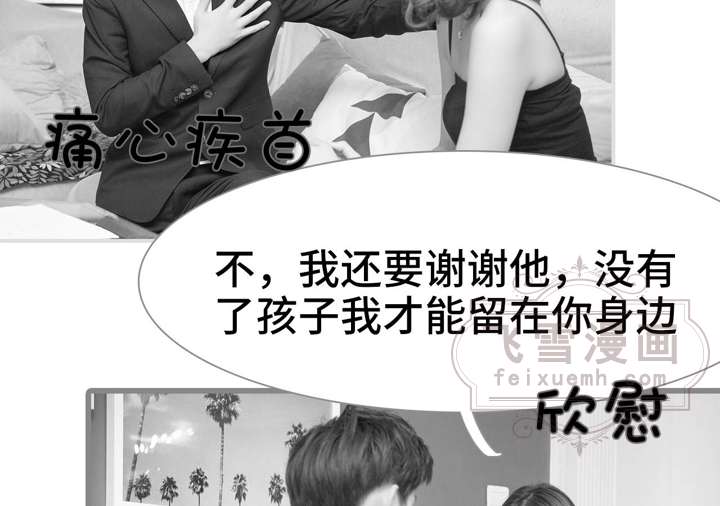 痛心疾首
不，我还要谢谢他，没有
了孩子我才能留在你身边
飞雪漫画
feixuemh.com
欣慰